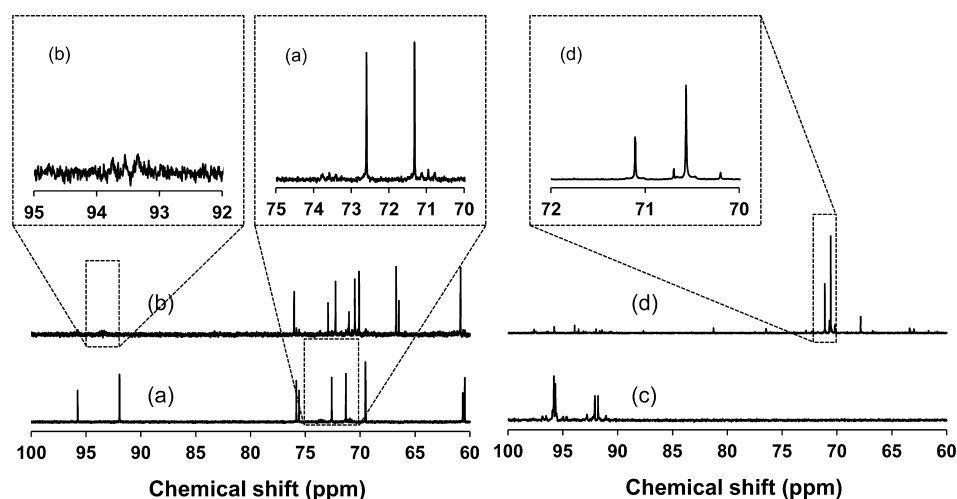 (b)
(a)
(d)
95 94 93 92
75 74 73 72 71 70
72 71 70
(b)
(d)
(a)
(c)
100 95 90 85 80 75 70 65 60
100 95 90 85 80 75 70 65 60
Chemical shift (ppm)
Chemical shift (ppm)